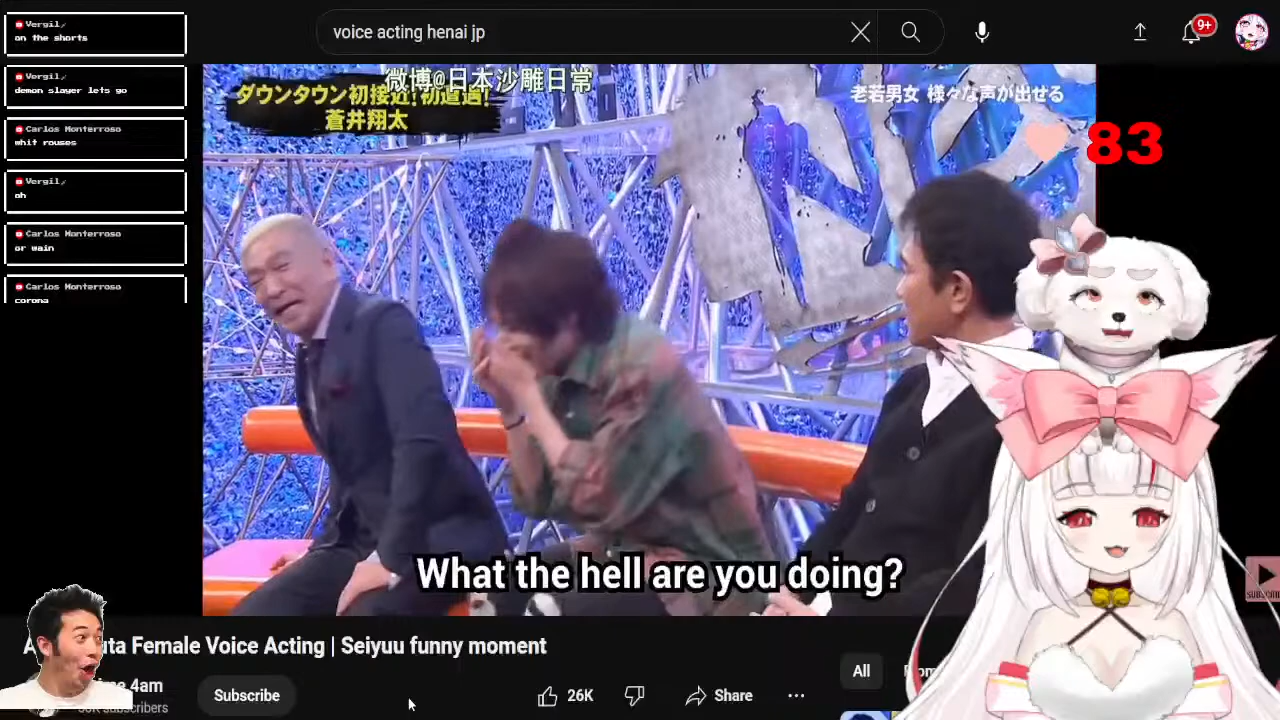 Vergil
on the shorts
Vergil
demon slayer lets go
Carlos Monterroso
whit rouses
Vergil
oh
Carlos Monterroso
or wain
Carlos Monterroso
corona
voice acting henai jp
9+
微博@日本沙雕日常
ダウンタウン初接近!初遭遇!
蒼井翔太
老若男女 様々な声が出せる
83
What the hell are you doing?
uta Female Voice Acting | Seiyuu funny moment
4am
subscribers
Subscribe
26K
Share
All